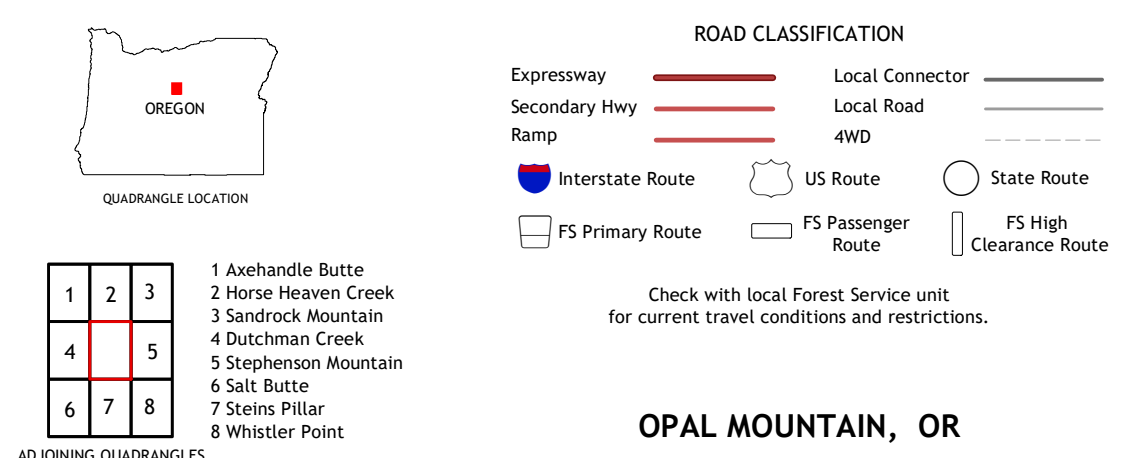 OREGON
QUADRANGLE LOCATION
1 2 3
4 5
6 7 8
1 Axehandle Butte
2 Horse Heaven Creek
3 Sandrock Mountain
4 Dutchman Creek
5 Stephenson Mountain
6 Salt Butte
7 Steins Pillar
8 Whistler Point
ADJOINING QUADRANGLES
ROAD CLASSIFICATION
Expressway
Secondary Hwy
Ramp
Local Connector
Local Road
4WD
Interstate Route
US Route
State Route
FS Primary Route
FS Passenger
Route
FS High
Clearance Route
Check with local Forest Service unit
for current travel conditions and restrictions.
OPAL MOUNTAIN, OR